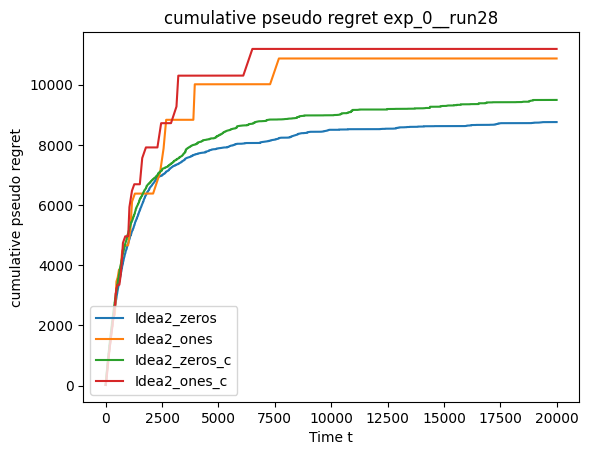 cumulative pseudo regret exp_0__run28
cumulative pseudo regret
10000
8000
6000
4000
2000
0
Idea2_zeros
Idea2_ones
Idea2_zeros_c
Idea2_ones_c
0 2500 5000 7500 10000 12500 15000 17500 20000
Time t